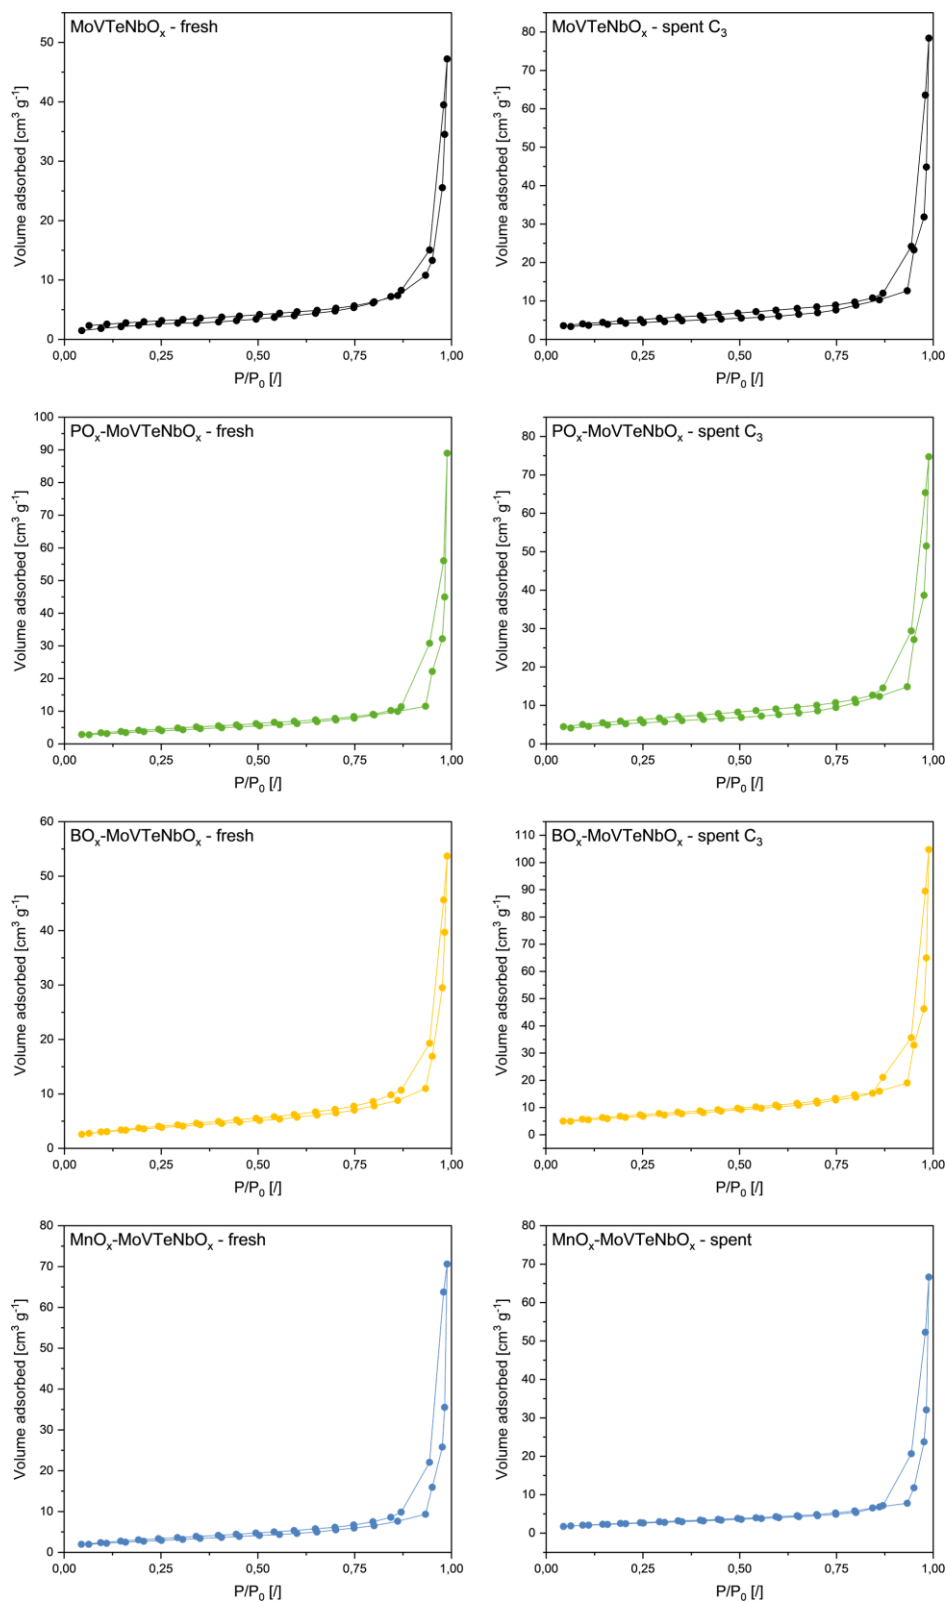 MoVTeNbOₓ - fresh
Volume adsorbed [cm³ g⁻¹]
50
40
30
20
10
0
0,00 0,25 0,50 0,75 1,00
P/P₀ [/]
MoVTeNbOₓ - spent C₃
Volume adsorbed [cm³ g⁻¹]
80
70
60
50
40
30
20
10
0
0,00 0,25 0,50 0,75 1,00
P/P₀ [/]
POₓ-MoVTeNbOₓ - fresh
Volume adsorbed [cm³ g⁻¹]
100
90
80
70
60
50
40
30
20
10
0
0,00 0,25 0,50 0,75 1,00
P/P₀ [/]
POₓ-MoVTeNbOₓ - spent C₃
Volume adsorbed [cm³ g⁻¹]
80
70
60
50
40
30
20
10
0
0,00 0,25 0,50 0,75 1,00
P/P₀ [/]
BOₓ-MoVTeNbOₓ - fresh
Volume adsorbed [cm³ g⁻¹]
60
50
40
30
20
10
0
0,00 0,25 0,50 0,75 1,00
P/P₀ [/]
BOₓ-MoVTeNbOₓ - spent C₃
Volume adsorbed [cm³ g⁻¹]
110
100
90
80
70
60
50
40
30
20
10
0
0,00 0,25 0,50 0,75 1,00
P/P₀ [/]
MnOₓ-MoVTeNbOₓ - fresh
Volume adsorbed [cm³ g⁻¹]
80
70
60
50
40
30
20
10
0
0,00 0,25 0,50 0,75 1,00
P/P₀ [/]
MnOₓ-MoVTeNbOₓ - spent
Volume adsorbed [cm³ g⁻¹]
80
70
60
50
40
30
20
10
0
0,00 0,25 0,50 0,75 1,00
P/P₀ [/]